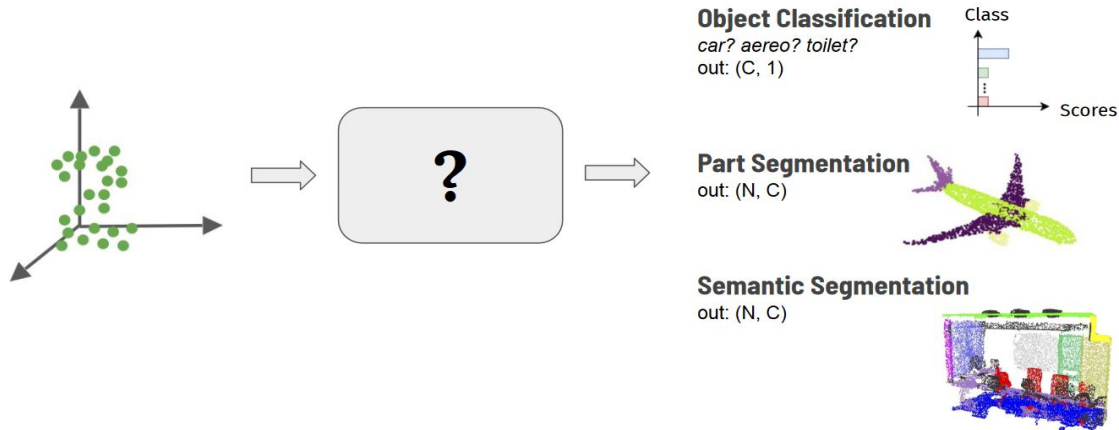 Object Classification
car? aereo? toilet?
out: (C, 1)
Class
Scores
?
Part Segmentation
out: (N, C)
Semantic Segmentation
out: (N, C)